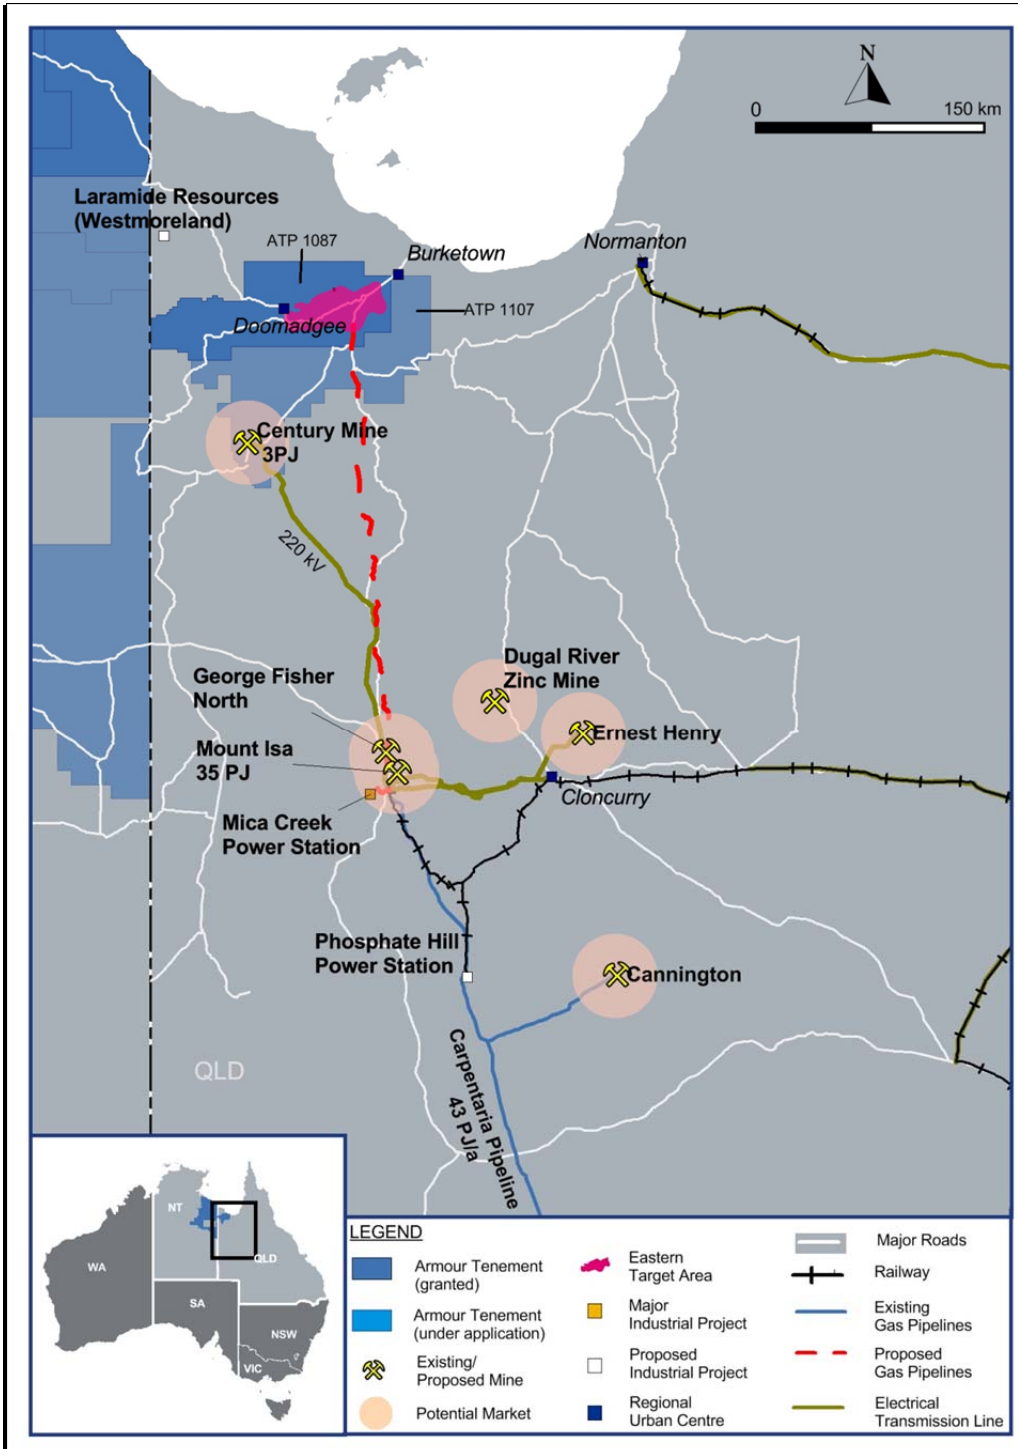 N
0 150 km
Laramide Resources
(Westmoreland)
ATP 1087
Burketown
Normanton
ATP 1107
Doomadgee
Century Mine
3PJ
220 kV
Dugal River
Zinc Mine
George Fisher
North
Ernest Henry
Mount Isa
35 PJ
Cloncurry
Mica Creek
Power Station
Phosphate Hill
Power Station
Cannington
Carpentaria Pipeline
43 PJ/a
QLD
NT
QLD
WA
SA
NSW
VIC
LEGEND
Armour Tenement
(granted)
Armour Tenement
(under application)
Existing/
Proposed Mine
Potential Market
Eastern
Target Area
Major
Industrial Project
Proposed
Industrial Project
Regional
Urban Centre
Major Roads
Railway
Existing
Gas Pipelines
Proposed
Gas Pipelines
Electrical
Transmission Line